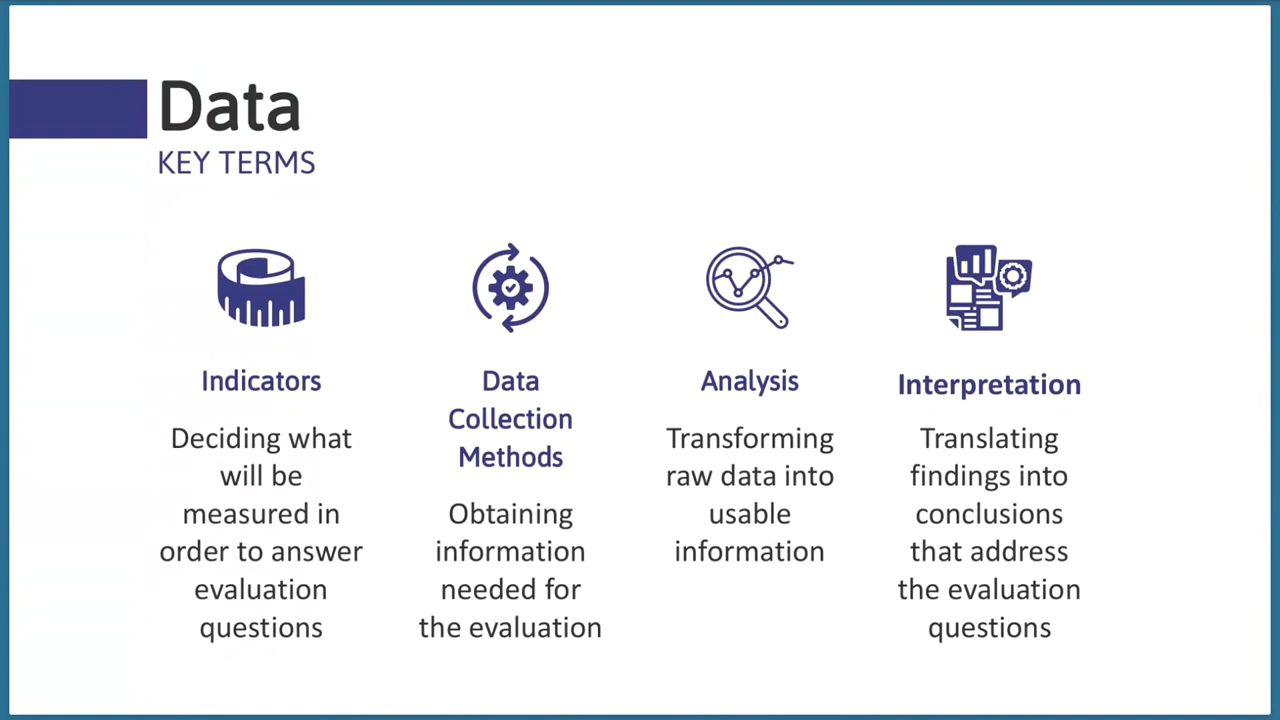 Data
KEY TERMS
Indicators
Deciding what
will be
measured in
order to answer
evaluation
questions
Data
Collection
Methods
Obtaining
information
needed for
the evaluation
Analysis
Transforming
raw data into
usable
information
Interpretation
Translating
findings into
conclusions
that address
the evaluation
questions